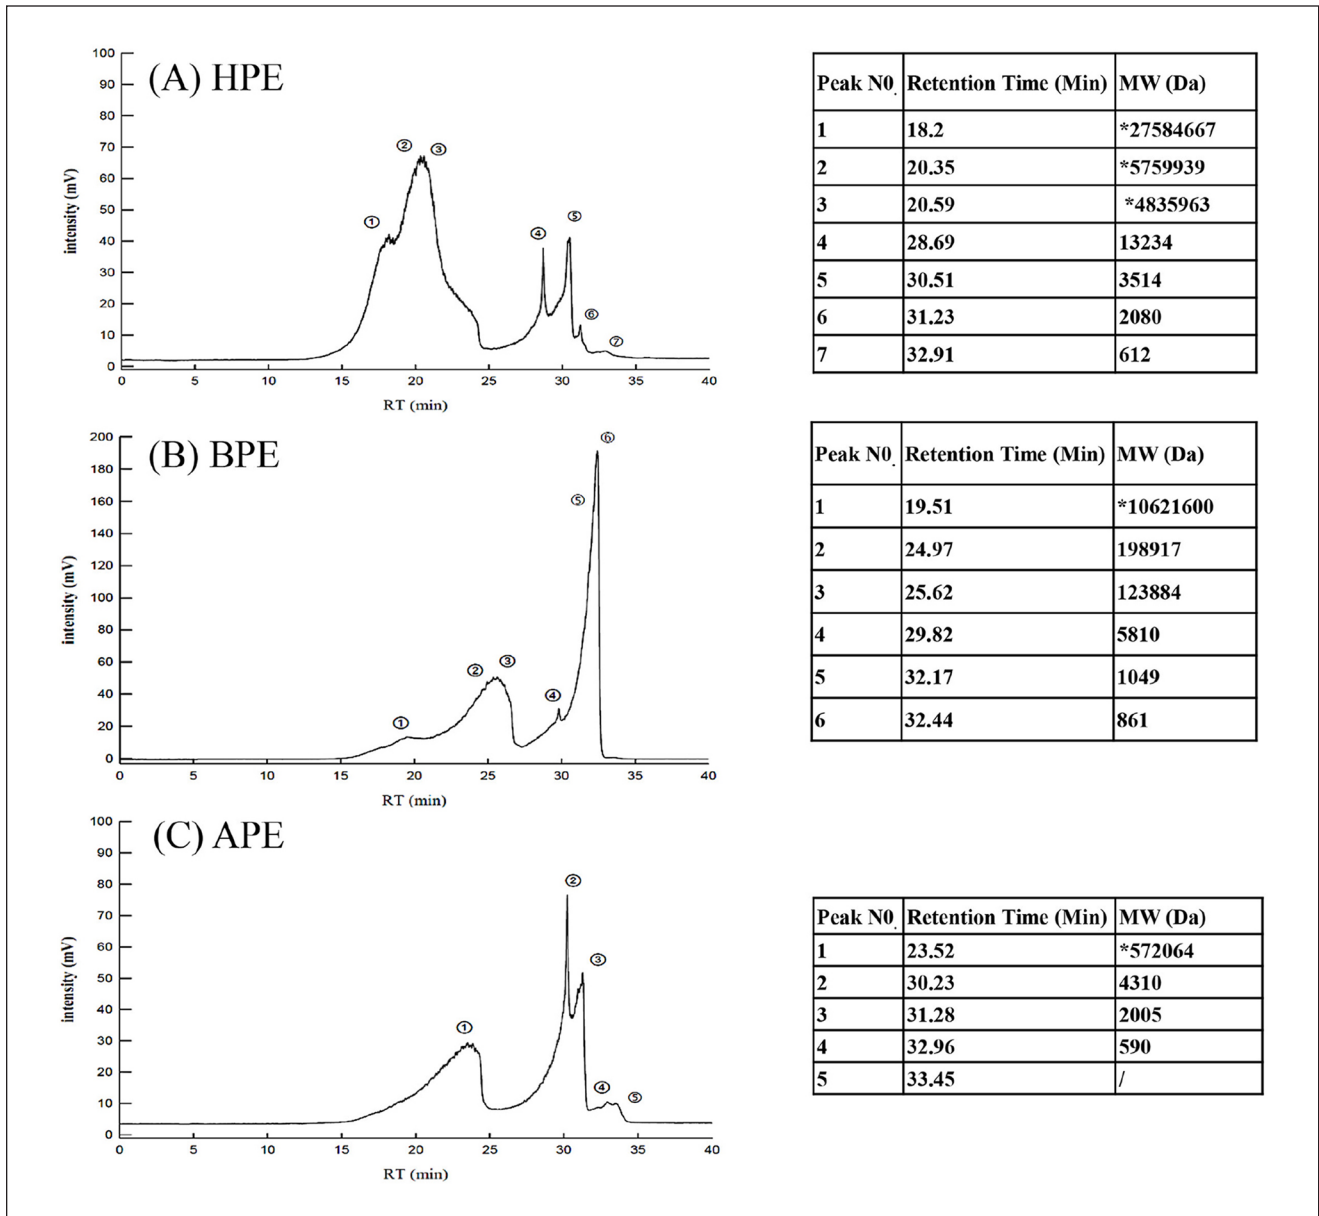 (A) HPE
100
90
80
70
60
50
40
30
20
10
0
intensity (mV)
① ② ③ ④ ⑤ ⑥ ⑦
0 5 10 15 20 25 30 35 40
RT (min)
Peak N0. Retention Time (Min) MW (Da)
1 18.2 *27584667
2 20.35 *5759939
3 20.59 *4835963
4 28.69 13234
5 30.51 3514
6 31.23 2080
7 32.91 612
(B) BPE
200
180
160
140
120
100
80
60
40
20
0
intensity (mV)
① ② ③ ④ ⑤ ⑥
0 5 10 15 20 25 30 35 40
RT (min)
Peak N0. Retention Time (Min) MW (Da)
1 19.51 *10621600
2 24.97 198917
3 25.62 123884
4 29.82 5810
5 32.17 1049
6 32.44 861
(C) APE
100
90
80
70
60
50
40
30
20
10
0
intensity (mV)
① ② ③ ④ ⑤
0 5 10 15 20 25 30 35 40
RT (min)
Peak N0. Retention Time (Min) MW (Da)
1 23.52 *572064
2 30.23 4310
3 31.28 2005
4 32.96 590
5 33.45 /